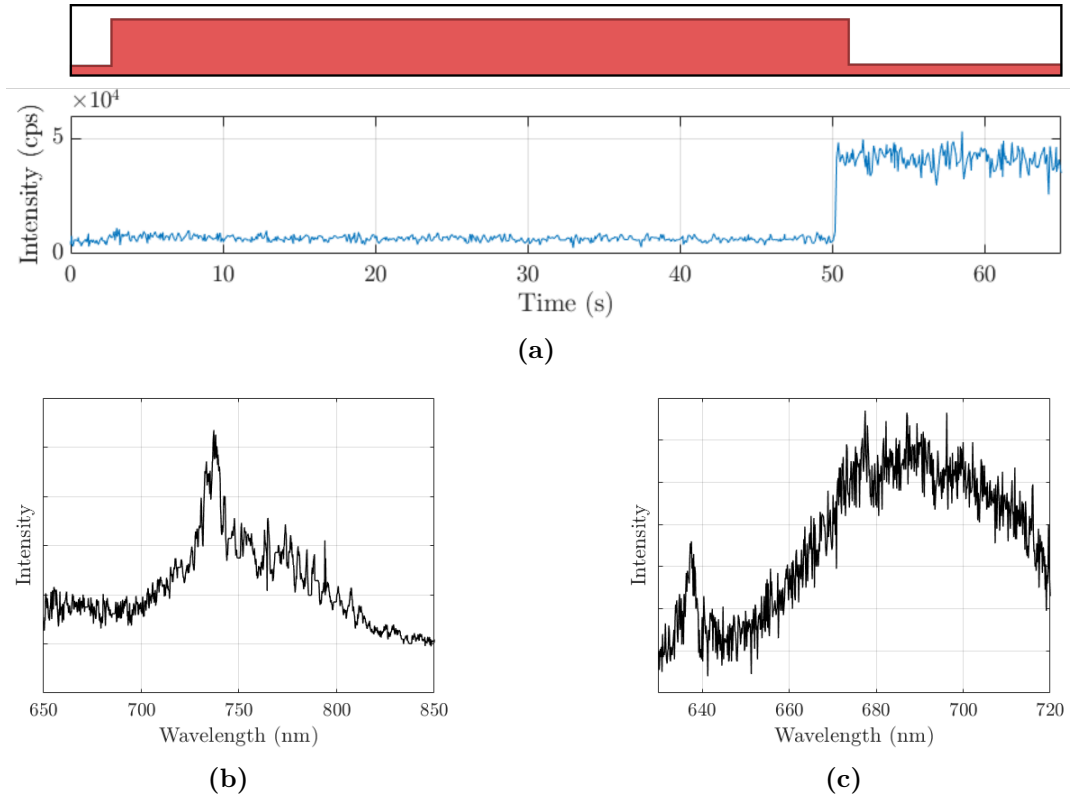 ×10⁴
Intensity (cps)
5
0
0 10 20 30 40 50 60
Time (s)
(a)
Intensity
650 700 750 800 850
Wavelength (nm)
(b)
Intensity
640 660 680 700 720
Wavelength (nm)
(c)